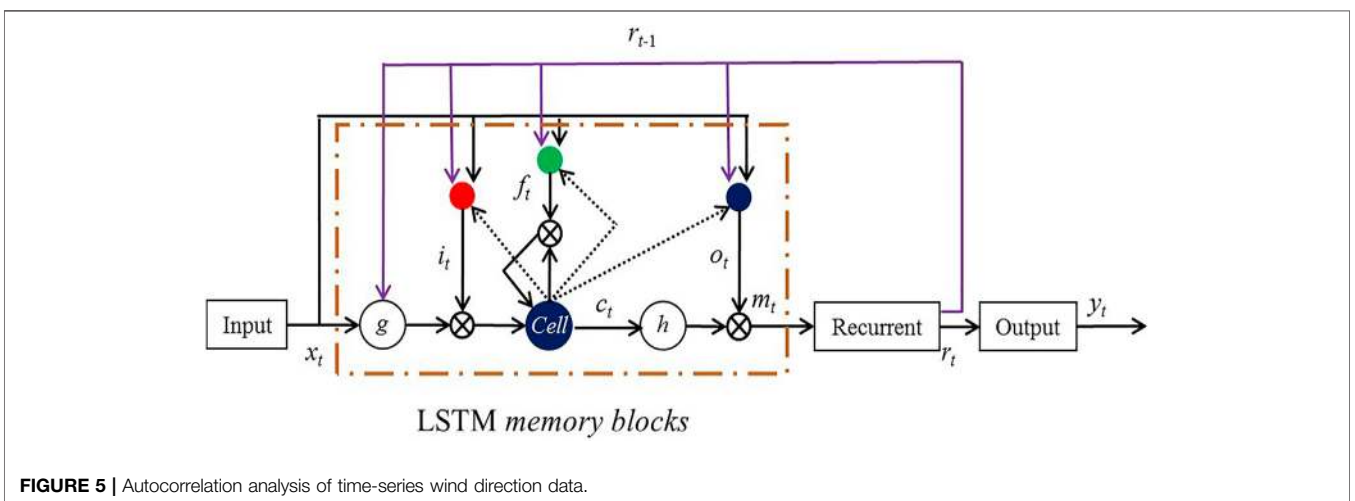 r_{t-1}
f_t
i_t
o_t
Input
x_t
g
Cell
c_t
h
m_t
Recurrent
r_t
Output
y_t
LSTM memory blocks
FIGURE 5 | Autocorrelation analysis of time-series wind direction data.